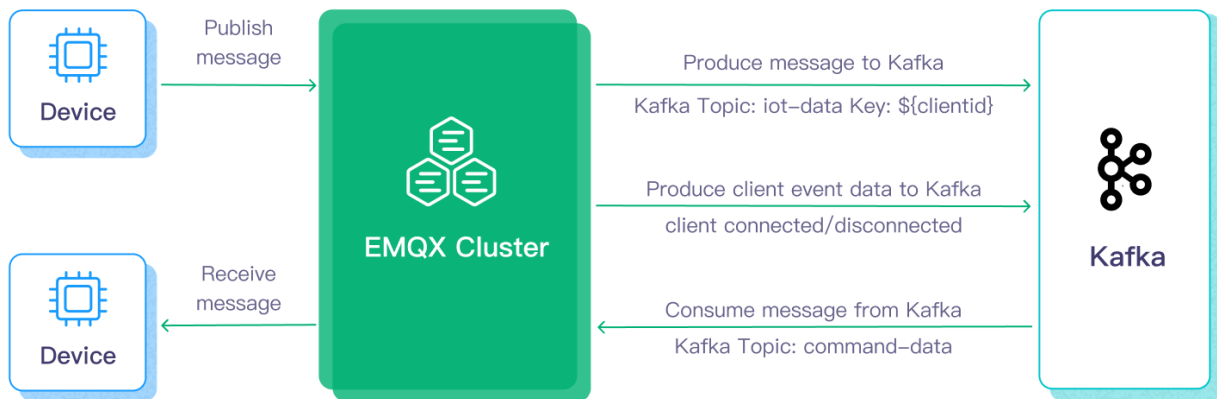 Publish
message
Device
Produce message to Kafka
Kafka Topic: iot-data Key: ${clientid}
Produce client event data to Kafka
client connected/disconnected
EMQX Cluster
Kafka
Receive
message
Device
Consume message from Kafka
Kafka Topic: command-data